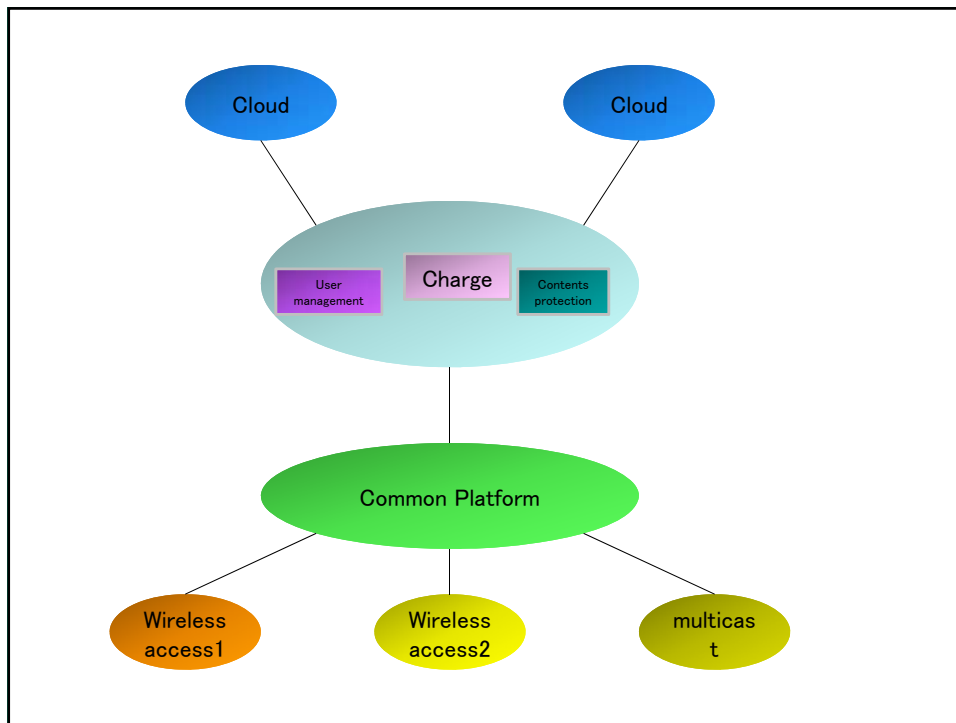 Cloud
Cloud
User
management
Charge
Contents
protection
Common Platform
Wireless
access1
Wireless
access2
multicas
t